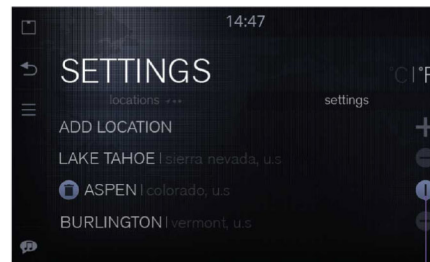 14:47
SETTINGS
C|°F
locations settings
ADD LOCATION
LAKE TAHOE | sierra nevada, u.s
ASPEN | colorado, u.s
BURLINGTON | vermont, u.s